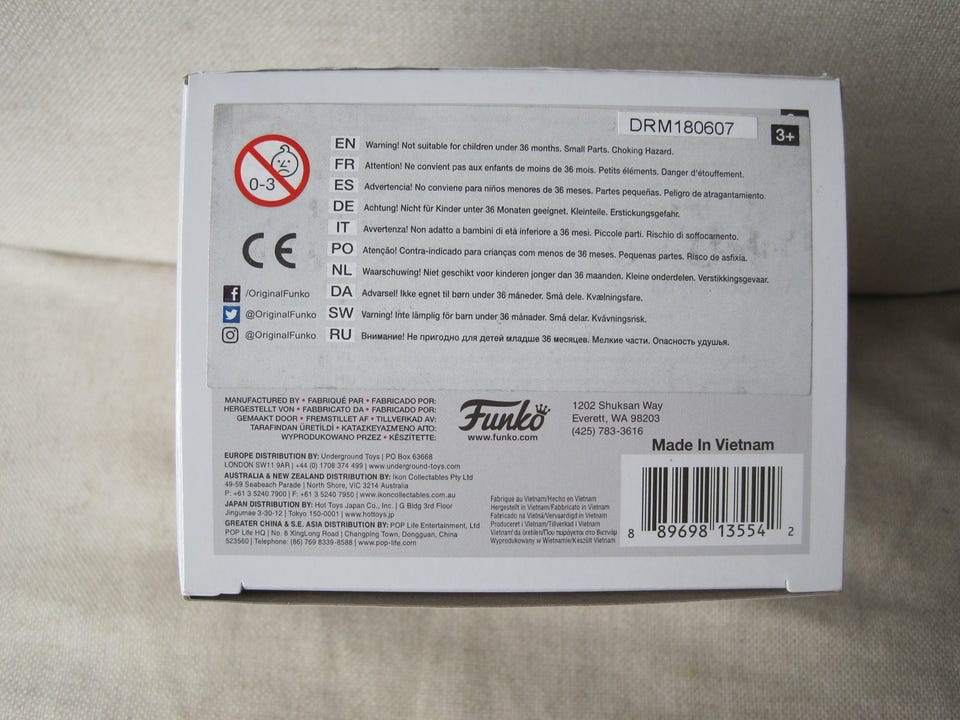 DRM180607
3+
0-3
EN Warning! Not suitable for children under 36 months. Small Parts. Choking Hazard.
FR Attention! Ne convient pas aux enfants de moins de 36 mois. Petits éléments. Danger d'étouffement.
ES Advertencia! No conviene para niños menores de 36 meses. Partes pequeñas. Peligro de atragantamiento.
DE Achtung! Nicht für Kinder unter 36 Monaten geeignet. Kleinteile. Erstickungsgefahr.
IT Avvertenza! Non adatto a bambini di età inferiore a 36 mesi. Piccole parti. Rischio di soffocamento.
PO Atenção! Contra-indicado para crianças com menos de 36 meses. Pequenas partes. Risco de asfixia.
NL Waarschuwing! Niet geschikt voor kinderen jonger dan 36 maanden. Kleine onderdelen. Verstikkingsgevaar.
DA Advarsel! Ikke egnet til børn under 36 måneder. Små dele. Kvælningsfare.
SW Varning! Inte lämplig för barn under 36 månader. Små delar. Kvävningsrisk.
RU Внимание! Не пригодно для детей младше 36 месяцев. Мелкие части. Опасность удушья.
CE
/OriginalFunko
@OriginalFunko
@OriginalFunko
MANUFACTURED BY • FABRIQUÉ PAR • FABRICADO POR:
HERGESTELLT VON • FABBRICATO DA • FABRICADO POR:
GEMAAKT DOOR • FREMSTILLET AF • TILLVERKAD AV:
TARAFINDAN ÜRETİLDİ • ΚΑΤΑΣΚΕΥΑΣΜΕΝΟ ΑΠΟ:
WYPRODUKOWANO PRZEZ • KÉSZÍTETTE:
Funko
www.funko.com
1202 Shuksan Way
Everett, WA 98203
(425) 783-3616
Made In Vietnam
EUROPE DISTRIBUTION BY: Underground Toys | PO Box 63668
LONDON SW11 9AR | +44 (0) 1708 374 499 | www.underground-toys.com
AUSTRALIA & NEW ZEALAND DISTRIBUTION BY: Ikon Collectables Pty Ltd
49-59 Seabeach Parade | North Shore, VIC 3214 Australia
P: +61 3 5240 7900 | F: +61 3 5240 7950 | www.ikoncollectables.com.au
JAPAN DISTRIBUTION BY: Hot Toys Japan Co., Inc. | G Bldg 3rd Floor
Jingumae 3-30-12 | Tokyo 150-0001 | www.hottoys.jp
GREATER CHINA & S.E. ASIA DISTRIBUTION BY: POP Life Entertainment, Ltd
POP Life HQ | No. 8 XingLong Road | Changping Town, Dongguan, China
523560 | Telephone: (86) 769 8339-8588 | www.pop-life.com
Fabrique au Vietnam/Hecho en Vietnam
Hergestellt in Vietnam/Fabbricato in Vietnam
Fabricado na Vietnã/Vervaardigd in Vietnam
Produceret i Vietnam/Tillverkad i Vietnam
Vietnam'da üretilen/Που παράγεται στο Βιετνάμ
Wyprodukowany w Wietnamie/Készült Vietnam
8 89698 13554 2